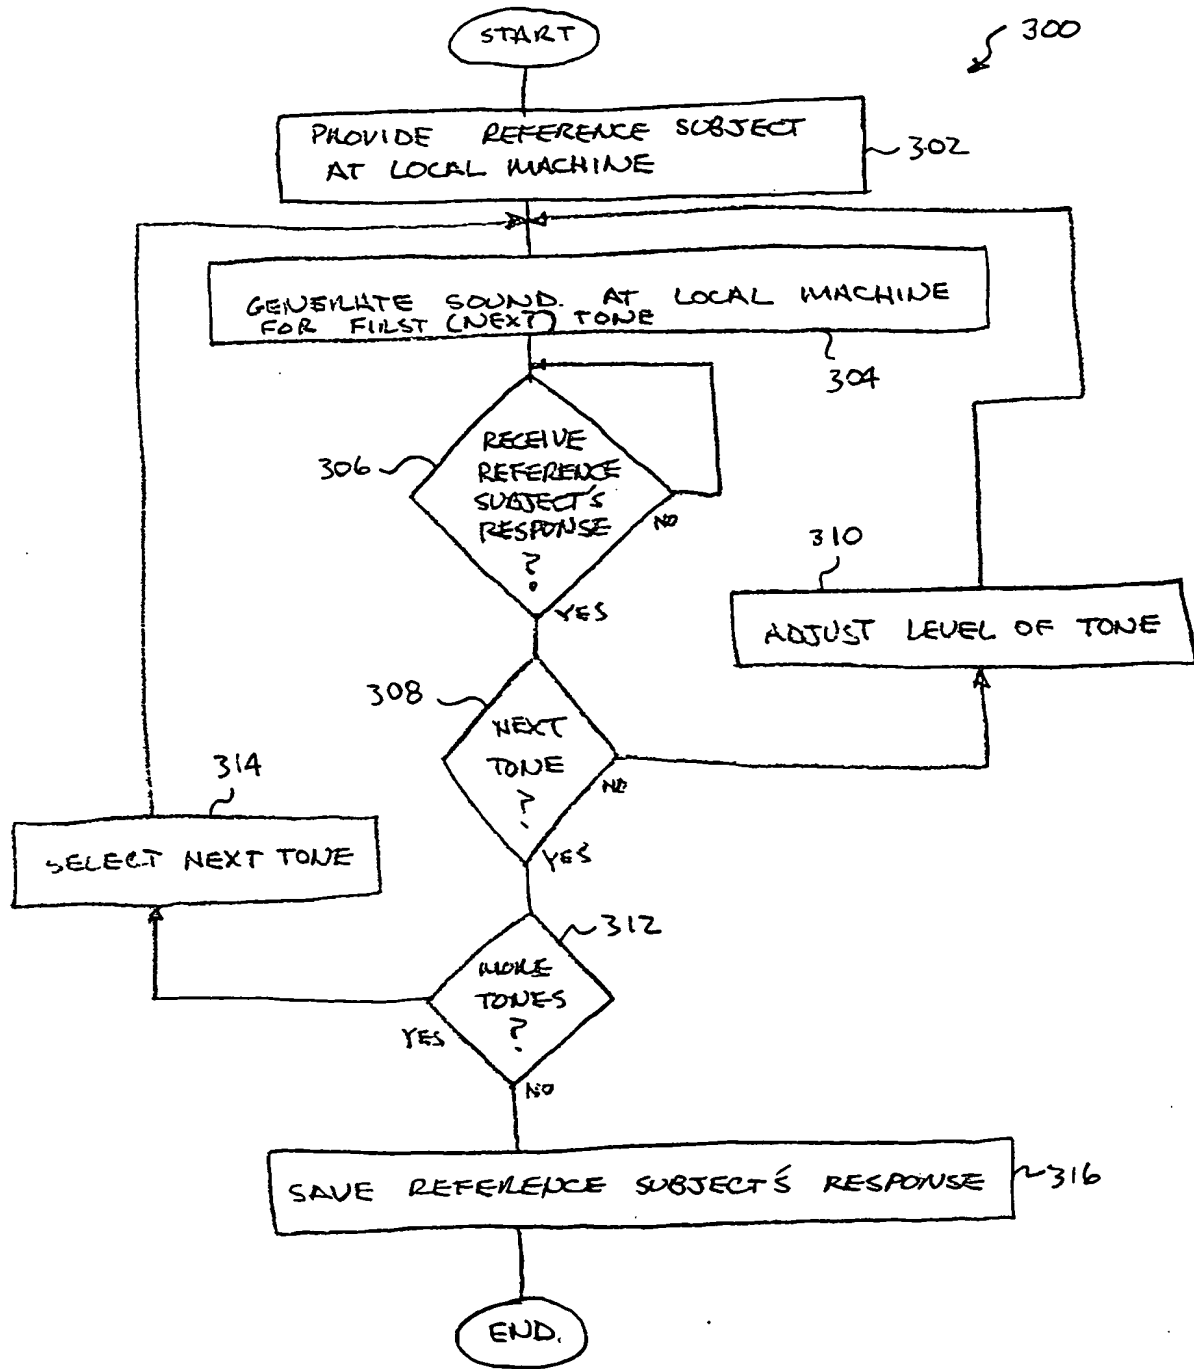 START
300
PROVIDE REFERENCE SUBJECT
AT LOCAL MACHINE
302
GENERATE SOUND. AT LOCAL MACHINE
FOR FIRST (NEXT) TONE
304
306
RECEIVE
REFERENCE
SUBJECT'S
RESPONSE
?
NO
YES
310
ADJUST LEVEL OF TONE
308
NEXT
TONE
?
NO
YES
314
SELECT NEXT TONE
312
MORE
TONES
?
YES
NO
SAVE REFERENCE SUBJECT'S RESPONSE
316
END.